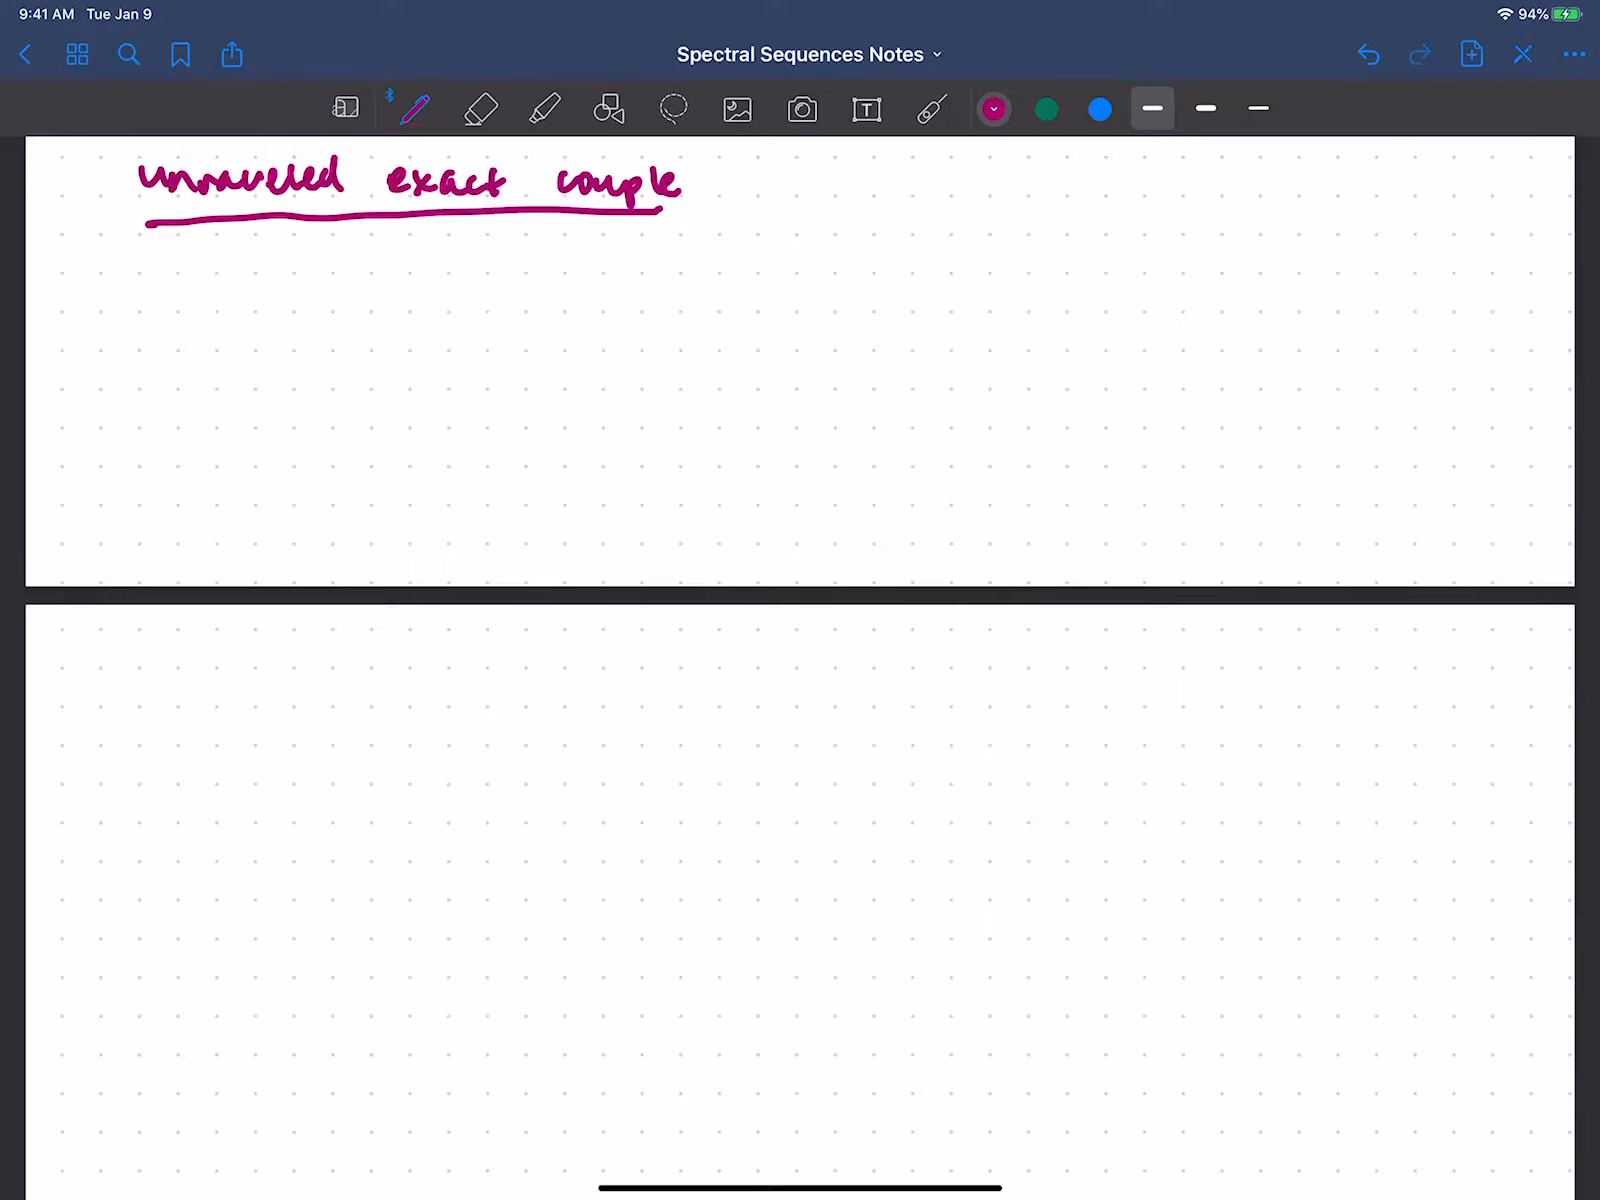 9:41 AM Tue Jan 9 94%
Spectral Sequences Notes
T
unraveled exact couple